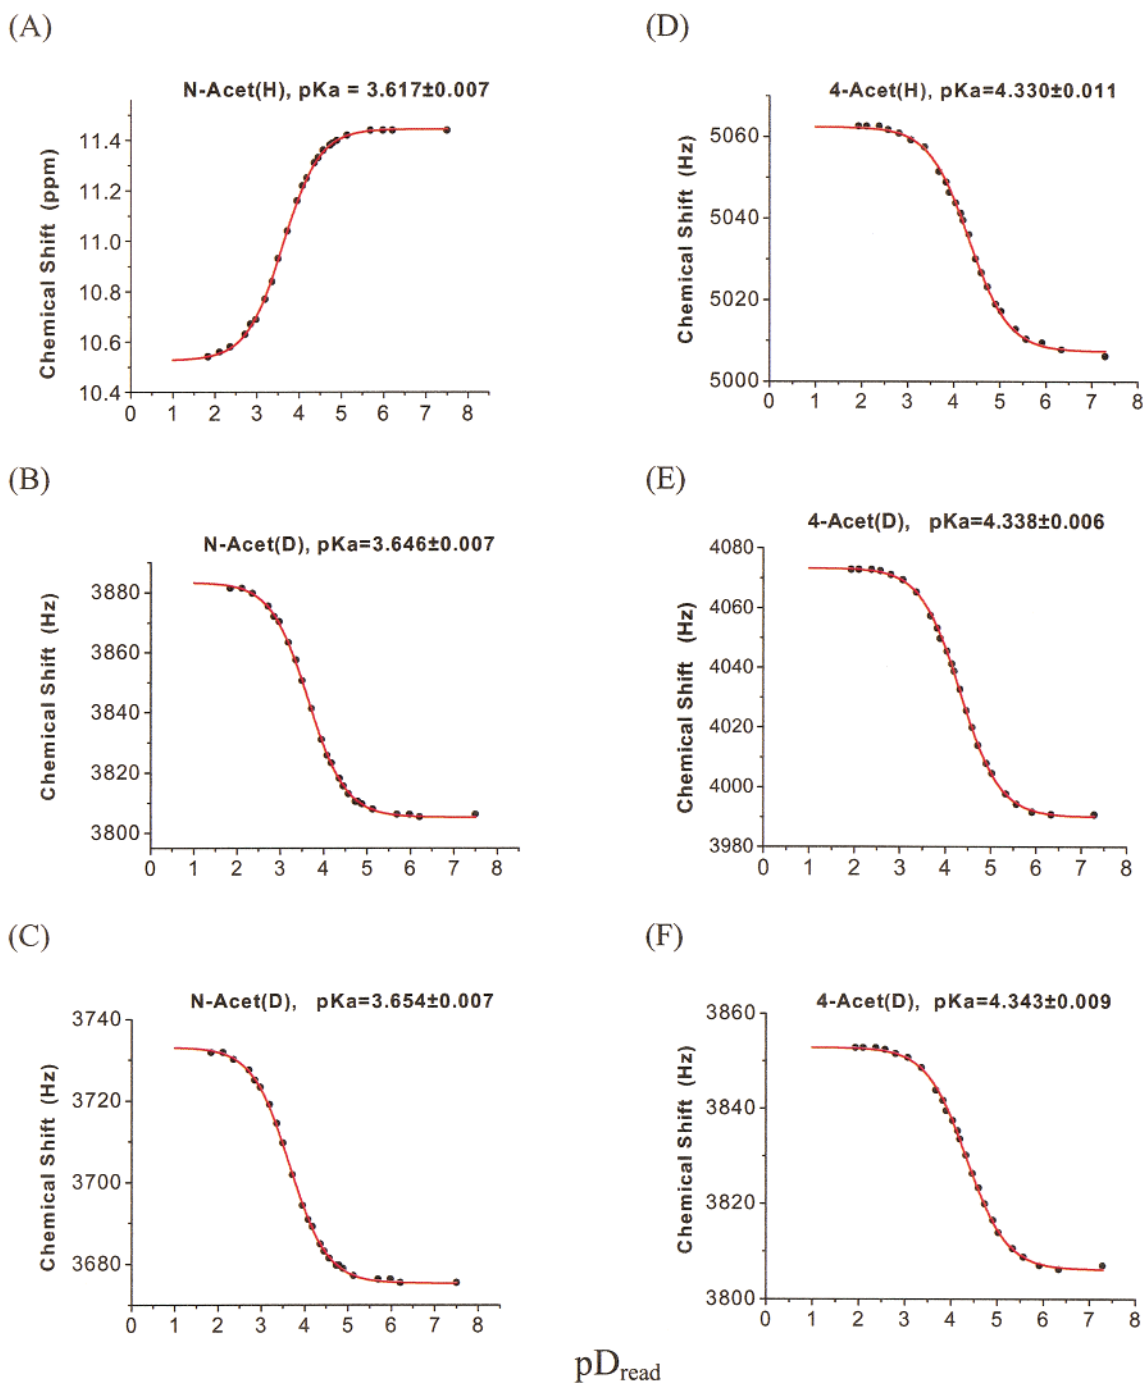 (A)
N-Acet(H), pKa = 3.617±0.007
Chemical Shift (ppm)
11.4
11.2
11.0
10.8
10.6
10.4
0 1 2 3 4 5 6 7 8
(B)
N-Acet(D), pKa=3.646±0.007
Chemical Shift (Hz)
3880
3860
3840
3820
3800
0 1 2 3 4 5 6 7 8
(C)
N-Acet(D), pKa=3.654±0.007
Chemical Shift (Hz)
3740
3720
3700
3680
0 1 2 3 4 5 6 7 8
(D)
4-Acet(H), pKa=4.330±0.011
Chemical Shift (Hz)
5060
5040
5020
5000
0 1 2 3 4 5 6 7 8
(E)
4-Acet(D), pKa=4.338±0.006
Chemical Shift (Hz)
4080
4060
4040
4020
4000
3980
0 1 2 3 4 5 6 7 8
(F)
4-Acet(D), pKa=4.343±0.009
Chemical Shift (Hz)
3860
3840
3820
3800
0 1 2 3 4 5 6 7 8
pDread